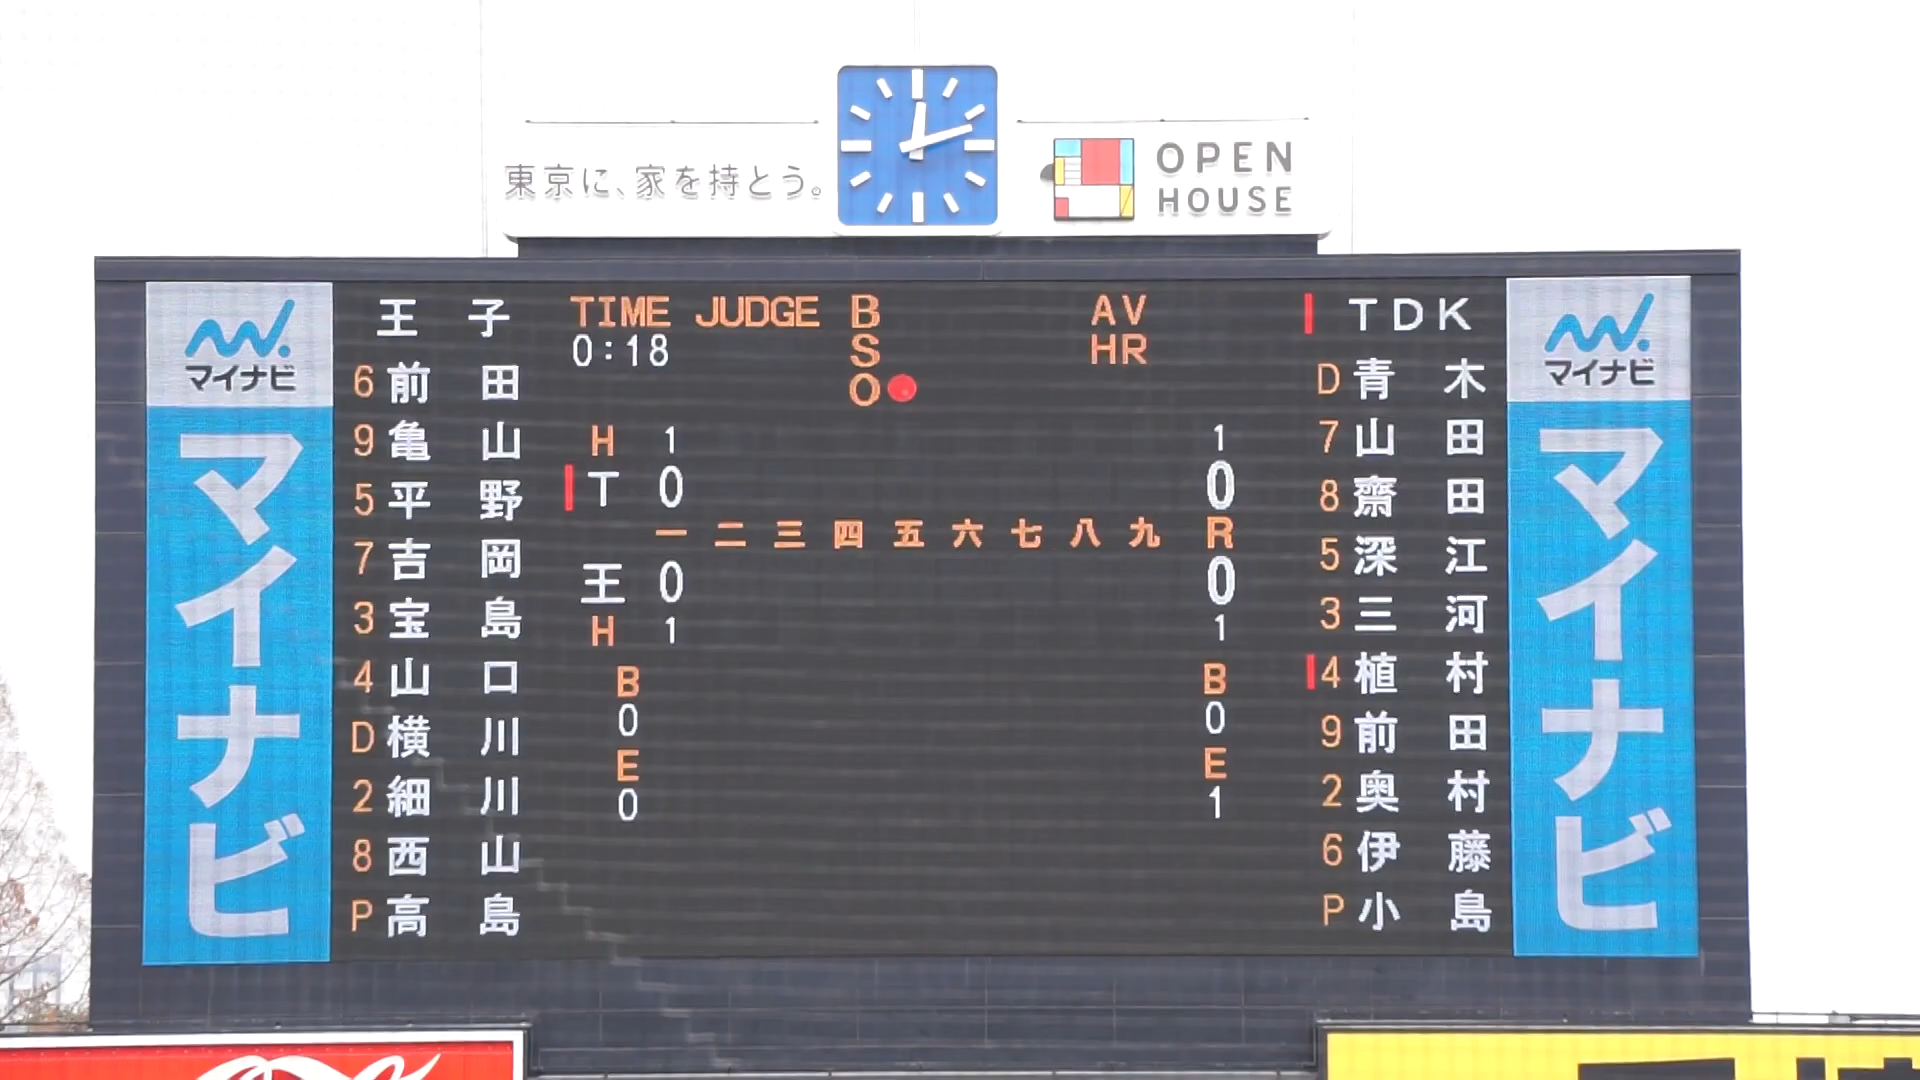 東京に、家を持とう。
OPEN
HOUSE
マイナビ
マイナビ
王子
6 前田
9 亀山
5 平野
7 吉岡
3 宝島
4 山口
D 横川
2 細川
8 西山
P 高島
TIME JUDGE B AV
0:18 S HR
O
H 1 1
T 0 0
一 二 三 四 五 六 七 八 九 R
王 0 0
H 1 1
B B
0 0
E E
0 1
TDK
D 青木
7 山田
8 齋田
5 深江
3 三河
4 植村
9 前田
2 奥村
6 伊藤
P 小島
マイナビ
マイナビ